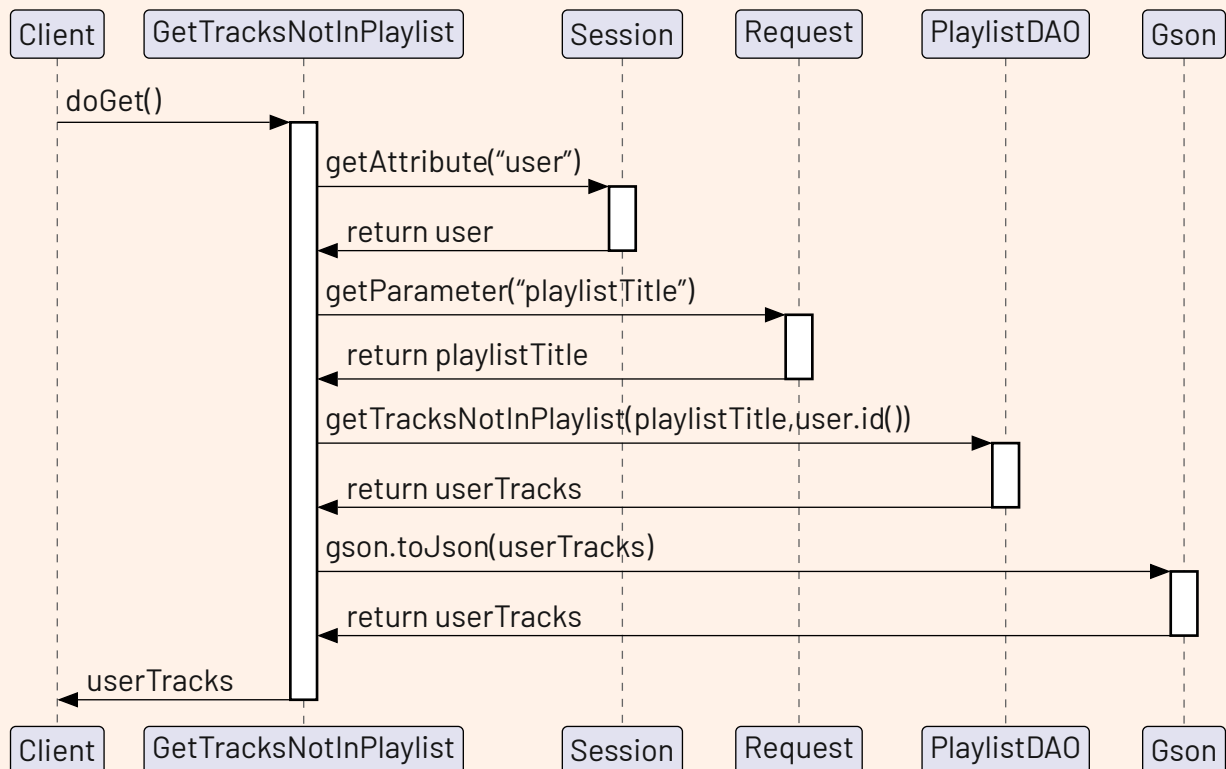 Client GetTracksNotInPlaylist Session Request PlaylistDAO Gson
doGet()
getAttribute(“user”)
return user
getParameter(“playlistTitle”)
return playlistTitle
getTracksNotInPlaylist(playlistTitle,user.id())
return userTracks
gson.toJson(userTracks)
return userTracks
userTracks
Client GetTracksNotInPlaylist Session Request PlaylistDAO Gson